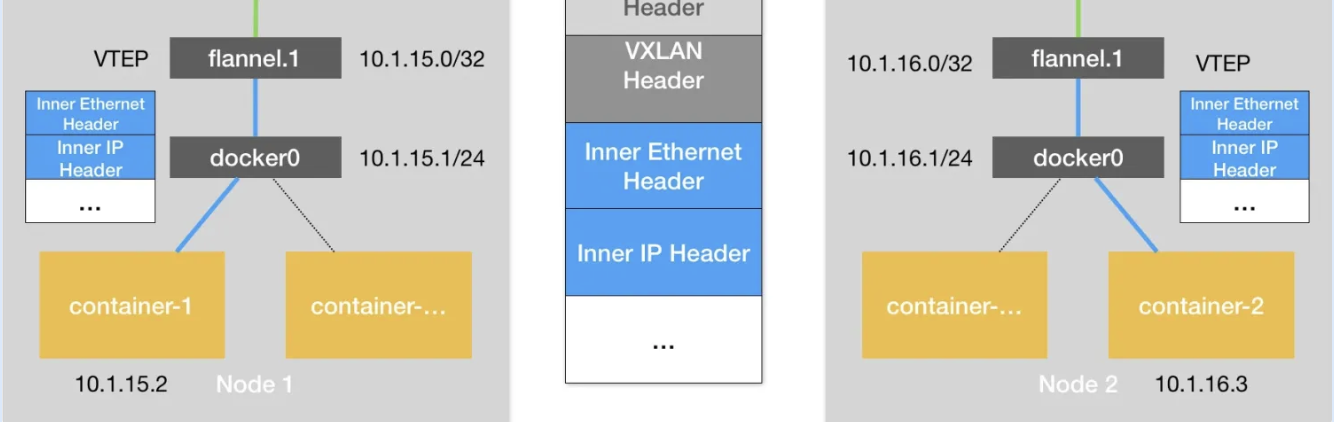 VTEP
flannel.1
10.1.15.0/32
Inner Ethernet
Header
Inner IP
Header
...
docker0
10.1.15.1/24
container-1
container-...
10.1.15.2
Node 1
Header
VXLAN
Header
Inner Ethernet
Header
Inner IP Header
...
10.1.16.0/32
flannel.1
VTEP
10.1.16.1/24
docker0
Inner Ethernet
Header
Inner IP
Header
...
container-...
container-2
Node 2
10.1.16.3